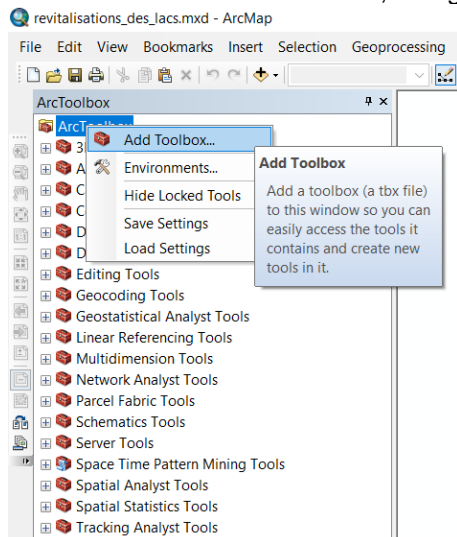 revitalisations_des_lacs.mxd - ArcMap
File Edit View Bookmarks Insert Selection Geoprocessing
ArcToolbox
Add Toolbox...
Environments...
Hide Locked Tools
Save Settings
Load Settings
Add Toolbox
Add a toolbox (a tbx file)
to this window so you can
easily access the tools it
contains and create new
tools in it.
Editing Tools
Geocoding Tools
Geostatistical Analyst Tools
Linear Referencing Tools
Multidimension Tools
Network Analyst Tools
Parcel Fabric Tools
Schematics Tools
Server Tools
Space Time Pattern Mining Tools
Spatial Analyst Tools
Spatial Statistics Tools
Tracking Analyst Tools